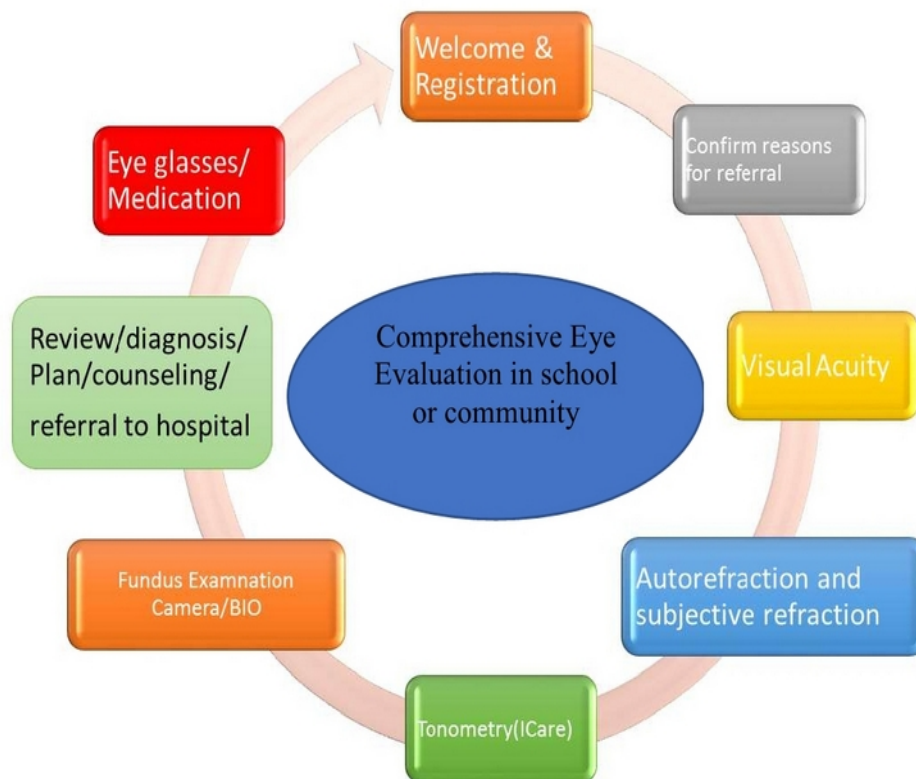 Welcome &
Registration
Confirm reasons
for referral
Visual Acuity
Autorefraction and
subjective refraction
Tonometry(ICare)
Fundus Examnation
Camera/BIO
Review/diagnosis/
Plan/counseling/
referral to hospital
Eye glasses/
Medication
Comprehensive Eye
Evaluation in school
or community